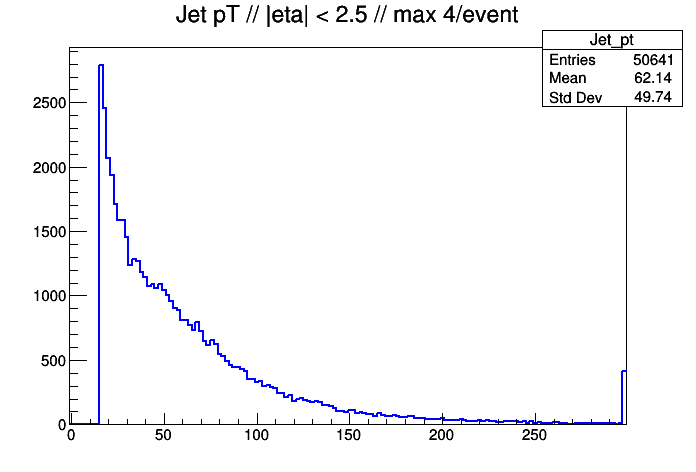 Jet pT // |eta| < 2.5 // max 4/event
Jet_pt
Entries 50641
Mean 62.14
Std Dev 49.74
2500
2000
1500
1000
500
0
0 50 100 150 200 250